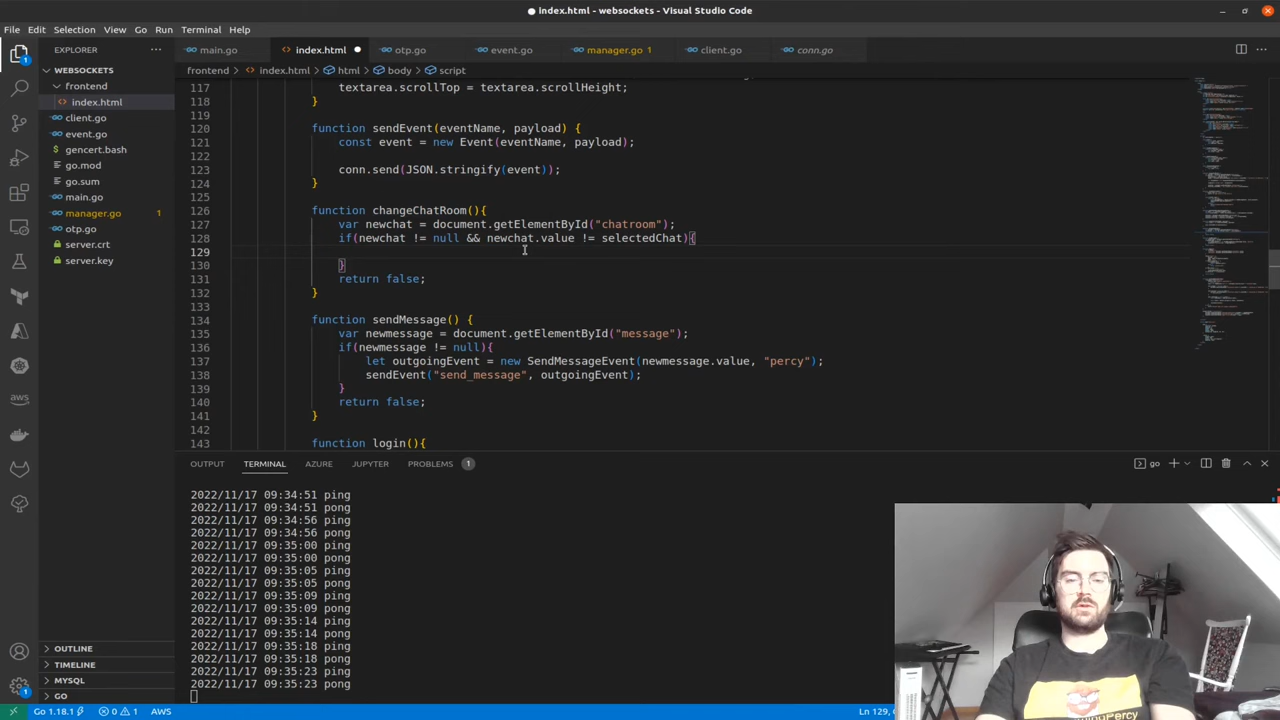 index.html - websockets - Visual Studio Code
File Edit Selection View Go Run Terminal Help
EXPLORER
main.go index.html otp.go event.go manager.go 1 client.go conn.go
frontend > index.html > html > body > script
WEBSOCKETS
frontend
index.html
client.go
event.go
gencert.bash
go.mod
go.sum
main.go
manager.go 1
otp.go
server.crt
server.key
117 textarea.scrollTop = textarea.scrollHeight;
118 }
119
120 function sendEvent(eventName, payload) {
121 const event = new Event(eventName, payload);
122
123 conn.send(JSON.stringify(event));
124 }
125
126 function changeChatRoom(){
127 var newchat = document.getElementById("chatroom");
128 if(newchat != null && newchat.value != selectedChat){
129
130 }
131 return false;
132 }
133
134 function sendMessage() {
135 var newmessage = document.getElementById("message");
136 if(newmessage != null){
137 let outgoingEvent = new SendMessageEvent(newmessage.value, "percy");
138 sendEvent("send_message", outgoingEvent);
139 }
140 return false;
141 }
142
143 function login(){
OUTPUT TERMINAL AZURE JUPYTER PROBLEMS 1
go
2022/11/17 09:34:51 ping
2022/11/17 09:34:51 pong
2022/11/17 09:34:56 ping
2022/11/17 09:34:56 pong
2022/11/17 09:35:00 ping
2022/11/17 09:35:00 pong
2022/11/17 09:35:05 ping
2022/11/17 09:35:05 pong
2022/11/17 09:35:09 ping
2022/11/17 09:35:09 pong
2022/11/17 09:35:14 ping
2022/11/17 09:35:14 pong
2022/11/17 09:35:18 ping
2022/11/17 09:35:18 pong
2022/11/17 09:35:23 ping
2022/11/17 09:35:23 pong
OUTLINE
TIMELINE
MYSQL
GO
aws
Go 1.18.1 0 1 AWS
Ln 129,